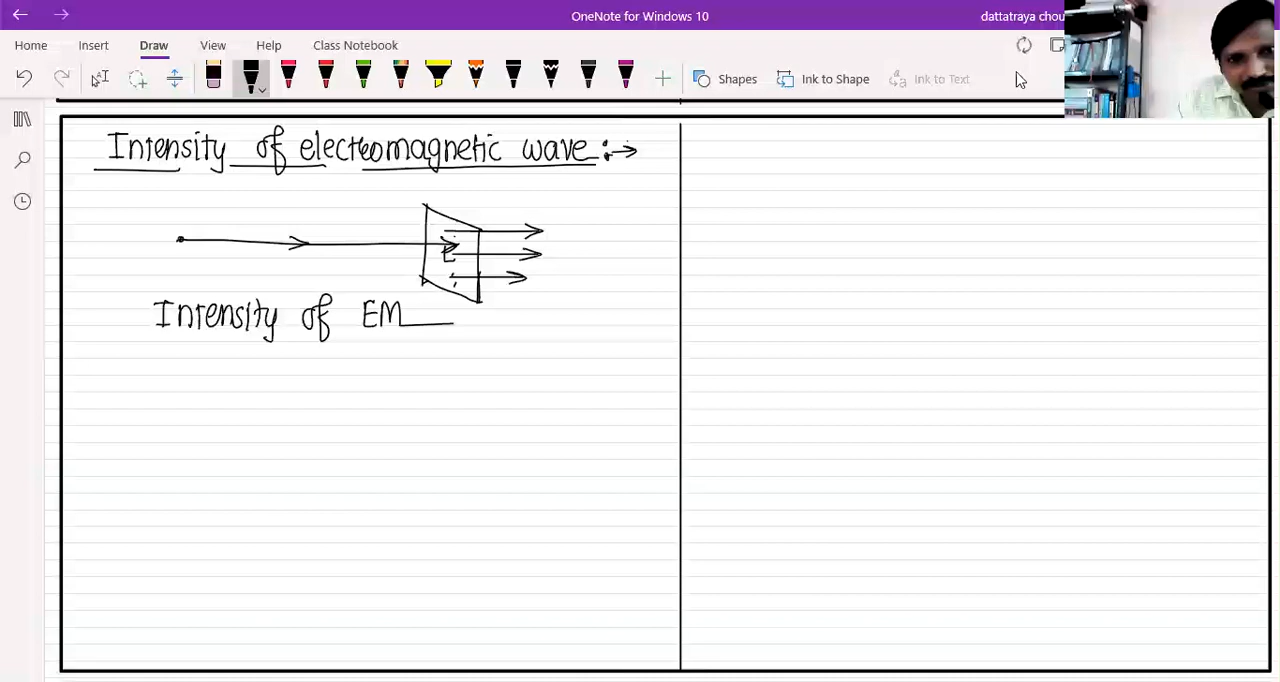 OneNote for Windows 10
dattatraya chou
Home Insert Draw View Help Class Notebook
Shapes Ink to Shape Ink to Text
Intensity of electromagnetic wave :→
Intensity of EM